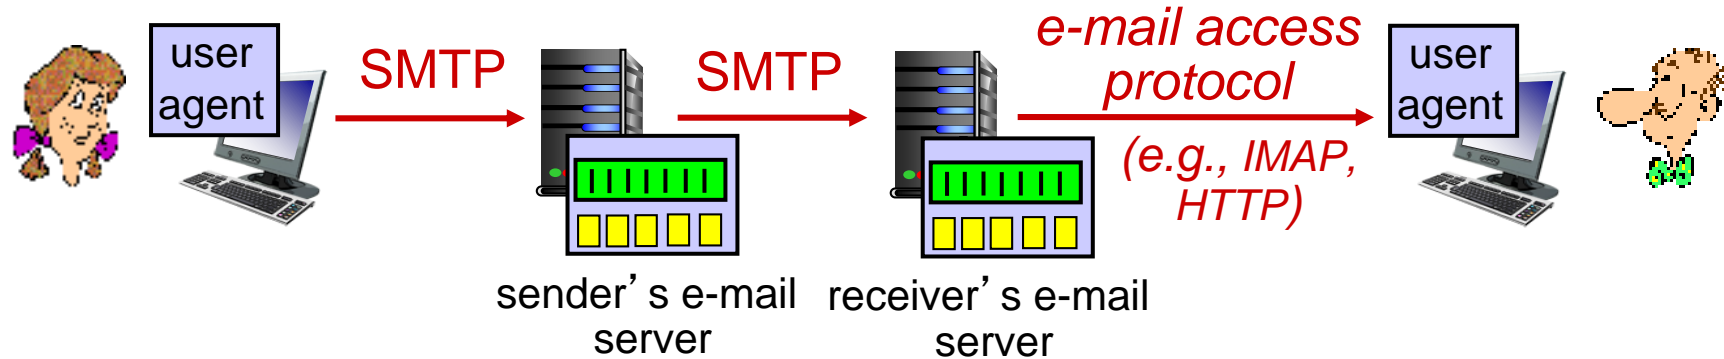 user
agent
SMTP
SMTP
e-mail access
protocol
(e.g., IMAP,
HTTP)
user
agent
sender’s e-mail
server
receiver’s e-mail
server